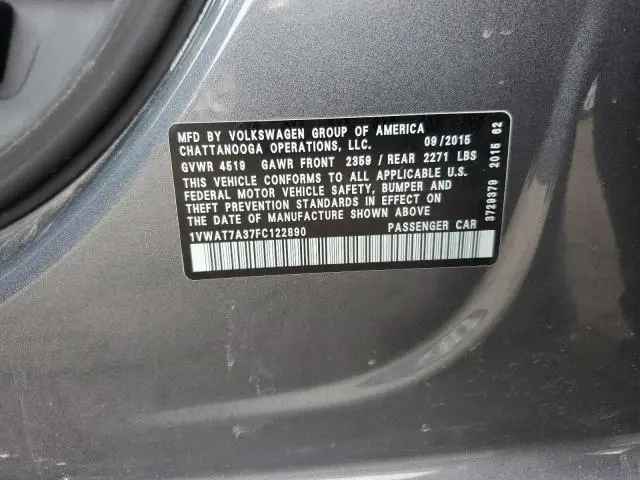 MFD BY VOLKSWAGEN GROUP OF AMERICA
CHATTANOOGA OPERATIONS, LLC. 09/2015
GVWR 4519 GAWR FRONT 2359 / REAR 2271 LBS
THIS VEHICLE CONFORMS TO ALL APPLICABLE U.S.
FEDERAL MOTOR VEHICLE SAFETY, BUMPER AND
THEFT PREVENTION STANDARDS IN EFFECT ON
THE DATE OF MANUFACTURE SHOWN ABOVE
1VWAT7A37FC122890 PASSENGER CAR
3729379 2015 62